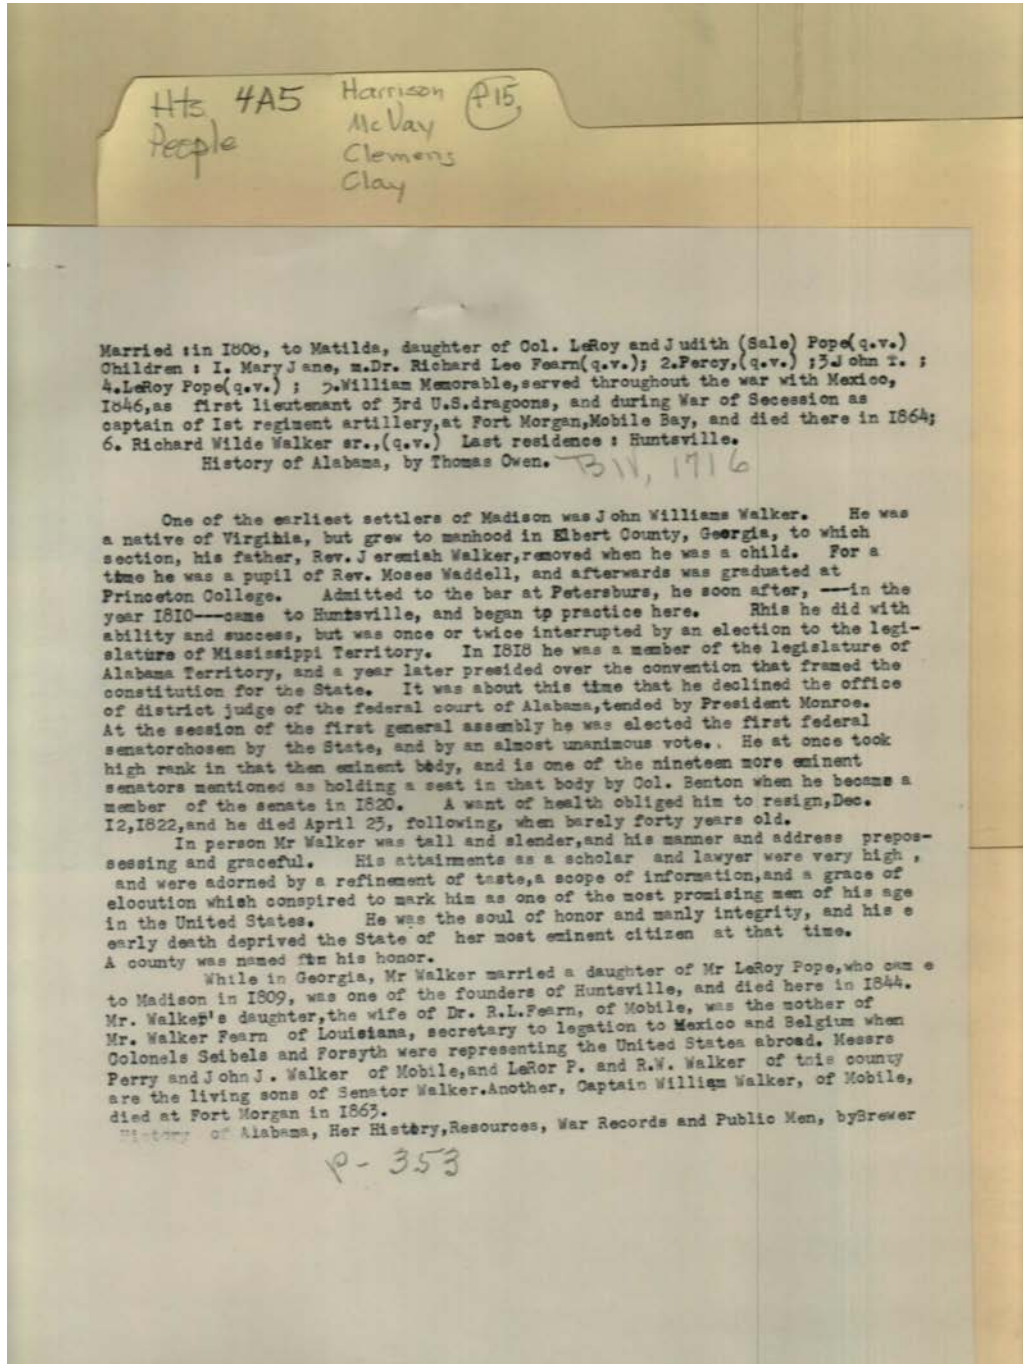 Hts 4A5 Harrison P15,
People McVay
Clemens
Clay
Married :in I808, to Matilda, daughter of Col. LeRoy and Judith (Sale) Pope(q.v.)
Children : I. Mary Jane, m.Dr. Richard Lee Fearn(q.v.); 2.Percy,(q.v.) ;3John T. ;
4.LeRoy Pope(q.v.) ; 5.William Memorable,served throughout the war with Mexico,
I846,as first lieutenant of 3rd U.S.dragoons, and during War of Secession as
captain of Ist regiment artillery,at Fort Morgan,Mobile Bay, and died there in I864;
6. Richard Wilde Walker sr.,(q.v.) Last residence : Huntsville.
History of Alabama, by Thomas Owen. BIV, 1716
One of the earliest settlers of Madison was John Williams Walker. He was
a native of Virginia, but grew to manhood in Elbert County, Georgia, to which
section, his father, Rev. Jeremiah Walker,removed when he was a child. For a
time he was a pupil of Rev. Moses Waddell, and afterwards was graduated at
Princeton College. Admitted to the bar at Petersburs, he soon after, ---in the
year I8IO---came to Huntsville, and began to practice here. Rhis he did with
ability and success, but was once or twice interrupted by an election to the legi-
slature of Mississippi Territory. In I8I8 he was a member of the legislature of
Alabama Territory, and a year later presided over the convention that framed the
constitution for the State. It was about this time that he declined the office
of district judge of the federal court of Alabama,tended by President Monroe.
At the session of the first general assembly he was elected the first federal
senatorchosen by the State, and by an almost unanimous vote.. He at once took
high rank in that then eminent body, and is one of the nineteen more eminent
senators mentioned as holding a seat in that body by Col. Benton when he became a
member of the senate in I820. A want of health obliged him to resign,Dec.
I2,I822,and he died April 23, following, when barely forty years old.
In person Mr Walker was tall and slender,and his manner and address prepos-
sessing and graceful. His attainments as a scholar and lawyer were very high ,
and were adorned by a refinement of taste,a scope of information,and a grace of
elocution which conspired to mark him as one of the most promising men of his age
in the United States. He was the soul of honor and manly integrity, and his e
early death deprived the State of her most eminent citizen at that time.
A county was named his honor.
While in Georgia, Mr Walker married a daughter of Mr LeRoy Pope,who cam e
to Madison in I809, was one of the founders of Huntsville, and died here in I844.
Mr. Walker's daughter,the wife of Dr. R.L.Fearn, of Mobile, was the mother of
Mr. Walker Fearn of Louisiana, secretary to legation to Mexico and Belgium when
Colonels Seibels and Forsyth were representing the United Statea abroad. Messrs
Perry and John J. Walker of Mobile,and LeRor P. and R.W. Walker of this county
are the living sons of Senator Walker.Another, Captain William Walker, of Mobile,
died at Fort Morgan in I863.
History of Alabama, Her History,Resources, War Records and Public Men, byBrewer
p- 353